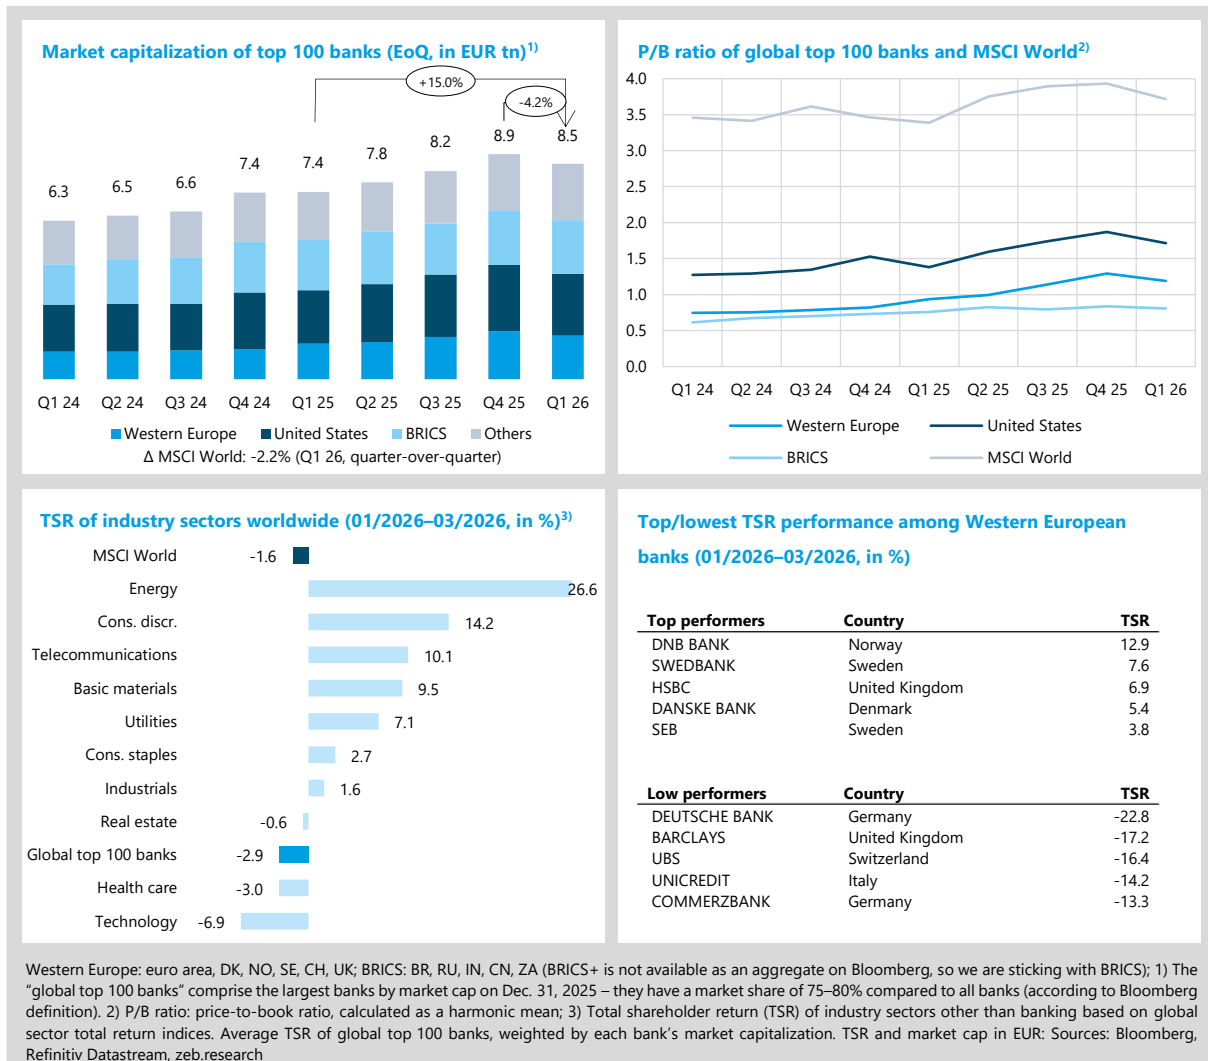 Market capitalization of top 100 banks (EoQ, in EUR tn)1)
+15.0%
-4.2%
6.3
6.5
6.6
7.4
7.4
7.8
8.2
8.9
8.5
Q1 24
Q2 24
Q3 24
Q4 24
Q1 25
Q2 25
Q3 25
Q4 25
Q1 26
Western Europe
United States
BRICS
Others
Δ MSCI World: -2.2% (Q1 26, quarter-over-quarter)
P/B ratio of global top 100 banks and MSCI World2)
4.0
3.5
3.0
2.5
2.0
1.5
1.0
0.5
0.0
Q1 24
Q2 24
Q3 24
Q4 24
Q1 25
Q2 25
Q3 25
Q4 25
Q1 26
Western Europe
United States
BRICS
MSCI World
TSR of industry sectors worldwide (01/2026–03/2026, in %)3)
MSCI World -1.6
Energy 26.6
Cons. discr. 14.2
Telecommunications 10.1
Basic materials 9.5
Utilities 7.1
Cons. staples 2.7
Industrials 1.6
Real estate -0.6
Global top 100 banks -2.9
Health care -3.0
Technology -6.9
Top/lowest TSR performance among Western European
banks (01/2026–03/2026, in %)
Top performers Country TSR
DNB BANK Norway 12.9
SWEDBANK Sweden 7.6
HSBC United Kingdom 6.9
DANSKE BANK Denmark 5.4
SEB Sweden 3.8
Low performers Country TSR
DEUTSCHE BANK Germany -22.8
BARCLAYS United Kingdom -17.2
UBS Switzerland -16.4
UNICREDIT Italy -14.2
COMMERZBANK Germany -13.3
Western Europe: euro area, DK, NO, SE, CH, UK; BRICS: BR, RU, IN, CN, ZA (BRICS+ is not available as an aggregate on Bloomberg, so we are sticking with BRICS); 1) The
“global top 100 banks” comprise the largest banks by market cap on Dec. 31, 2025 – they have a market share of 75–80% compared to all banks (according to Bloomberg
definition). 2) P/B ratio: price-to-book ratio, calculated as a harmonic mean; 3) Total shareholder return (TSR) of industry sectors other than banking based on global
sector total return indices. Average TSR of global top 100 banks, weighted by each bank’s market capitalization. TSR and market cap in EUR: Sources: Bloomberg,
Refinitiv Datastream, zeb.research